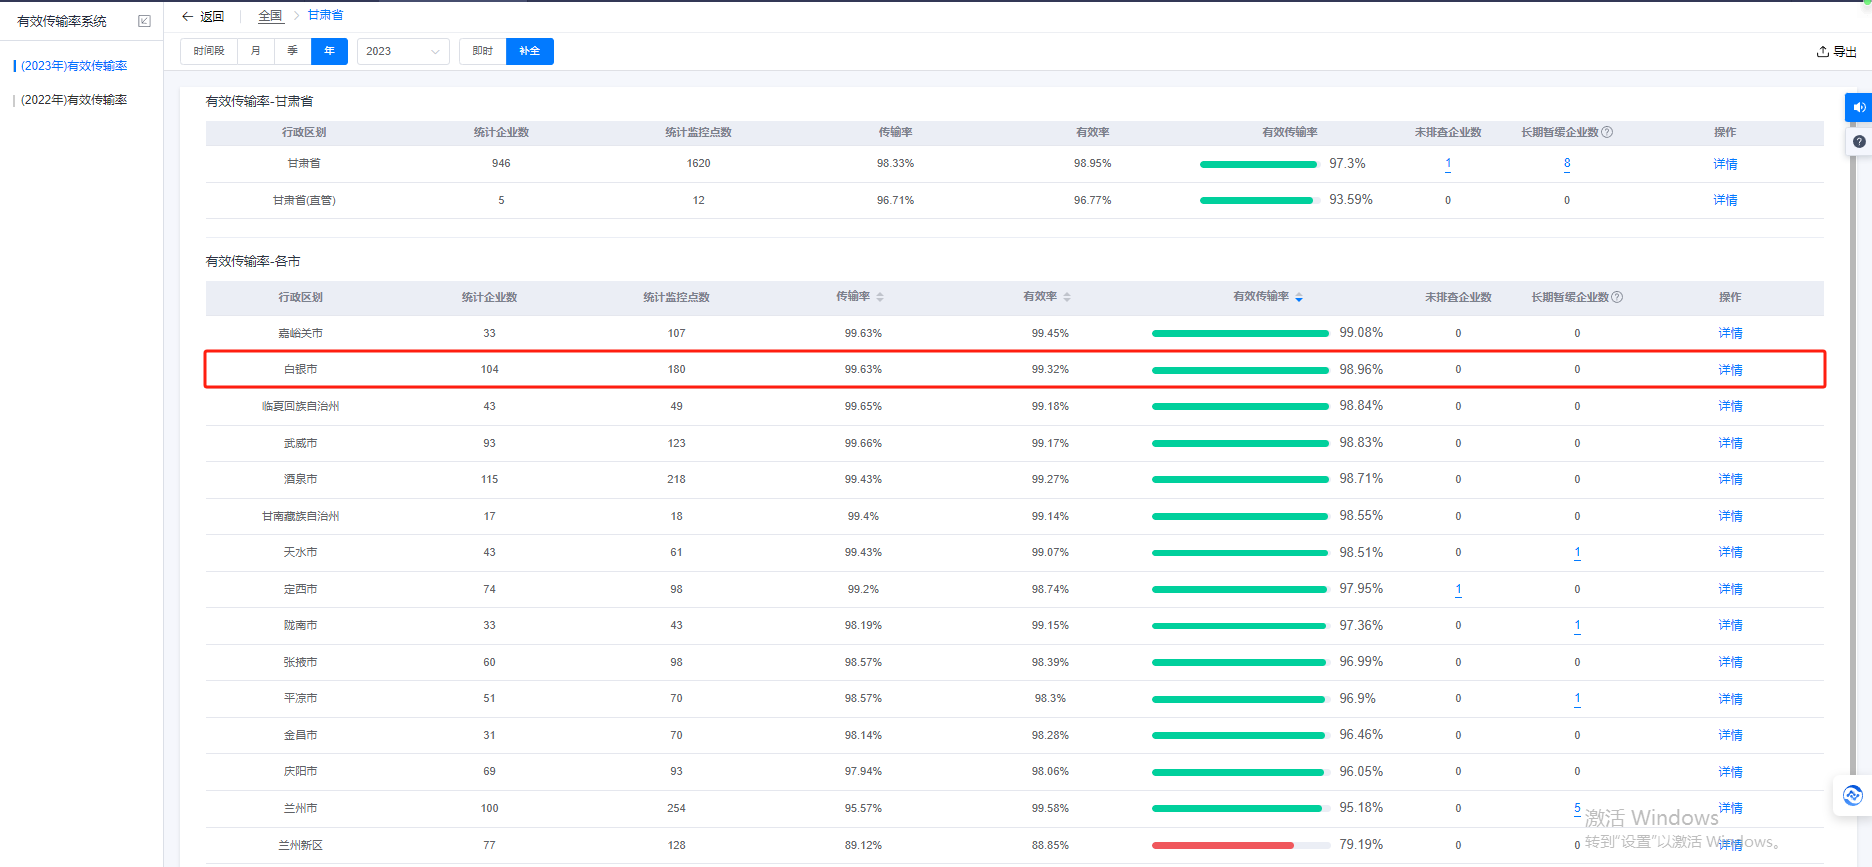 有效传输率系统
(2023年)有效传输率
(2022年)有效传输率
返回 全国 甘肃省
时间段 月 季 年 2023 即时 补全 导出
有效传输率-甘肃省
行政区划 统计企业数 统计监控点数 传输率 有效率 有效传输率 未排查企业数 长期暂缓企业数 操作
甘肃省 946 1620 98.33% 98.95% 97.3% 1 8 详情
甘肃省(直管) 5 12 96.71% 96.77% 93.59% 0 0 详情
有效传输率-各市
行政区划 统计企业数 统计监控点数 传输率 有效率 有效传输率 未排查企业数 长期暂缓企业数 操作
嘉峪关市 33 107 99.63% 99.45% 99.08% 0 0 详情
白银市 104 180 99.63% 99.32% 98.96% 0 0 详情
临夏回族自治州 43 49 99.65% 99.18% 98.84% 0 0 详情
武威市 93 123 99.66% 99.17% 98.83% 0 0 详情
酒泉市 115 218 99.43% 99.27% 98.71% 0 0 详情
甘南藏族自治州 17 18 99.4% 99.14% 98.55% 0 0 详情
天水市 43 61 99.43% 99.07% 98.51% 0 1 详情
定西市 74 98 99.2% 98.74% 97.95% 1 0 详情
陇南市 33 43 98.19% 99.15% 97.36% 0 1 详情
张掖市 60 98 98.57% 98.39% 96.99% 0 0 详情
平凉市 51 70 98.57% 98.3% 96.9% 0 1 详情
金昌市 31 70 98.14% 98.28% 96.46% 0 0 详情
庆阳市 69 93 97.94% 98.06% 96.05% 0 0 详情
兰州市 100 254 95.57% 99.58% 95.18% 0 5 详情
兰州新区 77 128 89.12% 88.85% 79.19% 0 0 详情
激活 Windows
转到“设置”以激活 Windows。